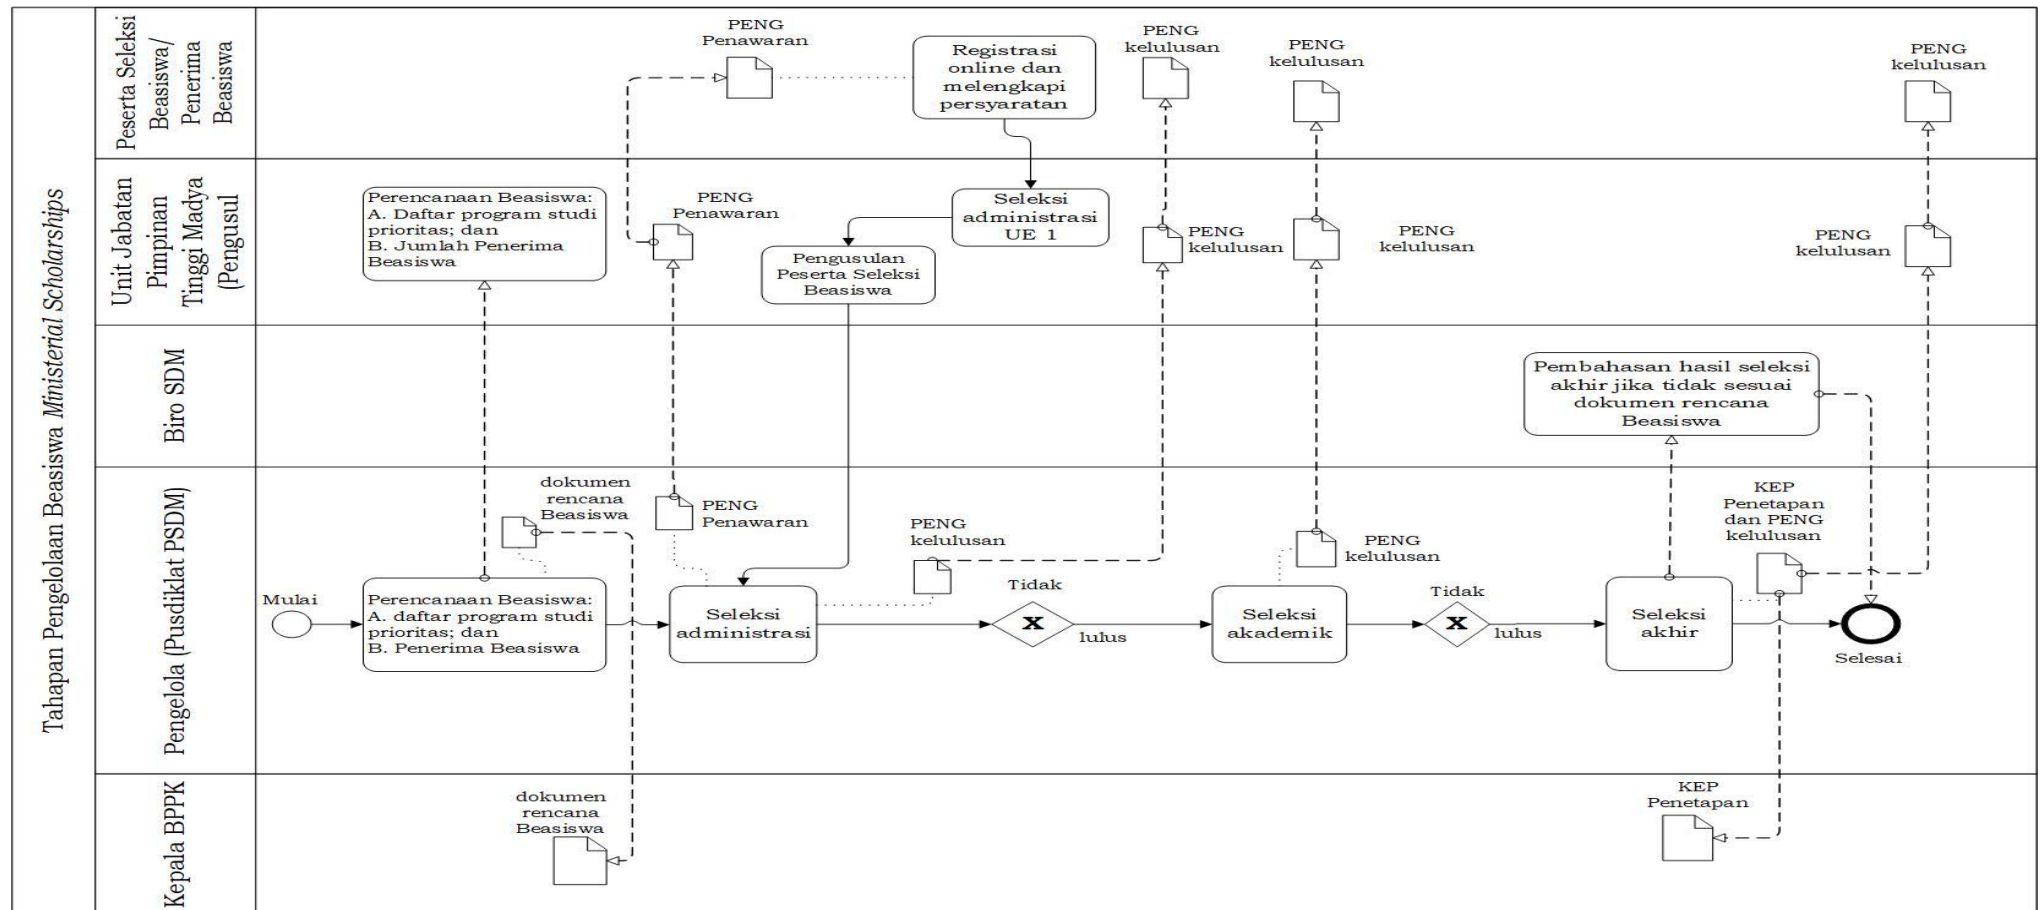 Tahapan Pengelolaan Beasiswa Ministerial Scholarships
Peserta Seleksi
Beasiswa/
Penerima
Beasiswa
PENG
Penawaran
Registrasi
online dan
melengkapi
persyaratan
PENG
kelulusan
PENG
kelulusan
PENG
kelulusan
Unit Jabatan
Pimpinan
Tinggi Madya
(Pengusul)
Perencanaan Beasiswa:
A. Daftar program studi
prioritas; dan
B. Jumlah Penerima
Beasiswa
PENG
Penawaran
Seleksi
administrasi
UE 1
Pengusulan
Peserta Seleksi
Beasiswa
PENG
kelulusan
PENG
kelulusan
PENG
kelulusan
Biro SDM
Pembahasan hasil seleksi
akhir jika tidak sesuai
dokumen rencana
Beasiswa
Pengelola (Pusdiklat PSDM)
Mulai
dokumen
rencana
Beasiswa
Perencanaan Beasiswa:
A. daftar program studi
prioritas; dan
B. Penerima Beasiswa
PENG
Penawaran
Seleksi
administrasi
PENG
kelulusan
Tidak
X
lulus
PENG
kelulusan
Seleksi
akademik
Tidak
X
lulus
Seleksi
akhir
KEP
Penetapan
dan PENG
kelulusan
Selesai
Kepala BPPK
dokumen
rencana
Beasiswa
KEP
Penetapan